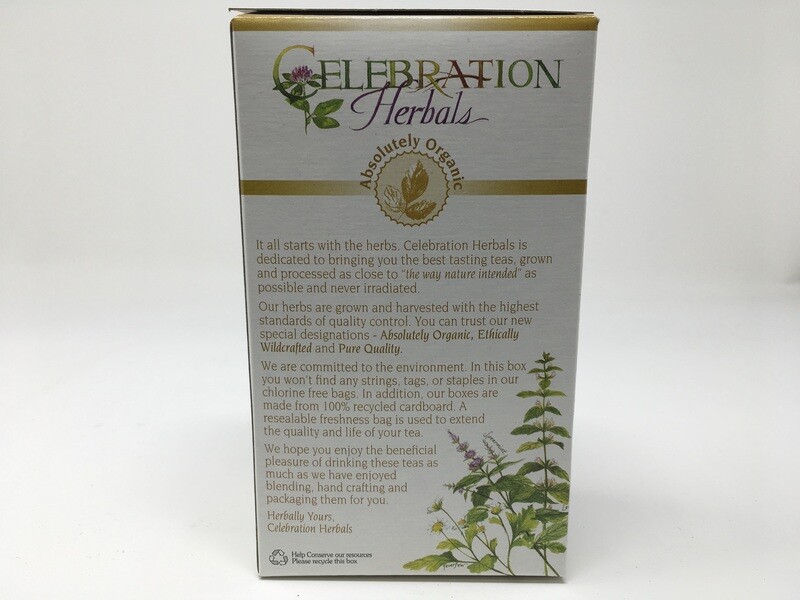 CELEBRATION
Herbals
Absolutely Organic
It all starts with the herbs. Celebration Herbals is
dedicated to bringing you the best tasting teas, grown
and processed as close to "the way nature intended" as
possible and never irradiated.
Our herbs are grown and harvested with the highest
standards of quality control. You can trust our new
special designations - Absolutely Organic, Ethically
Wildcrafted and Pure Quality.
We are committed to the environment. In this box
you won't find any strings, tags, or staples in our
chlorine free bags. In addition, our boxes are
made from 100% recycled cardboard. A
resealable freshness bag is used to extend
the quality and life of your tea.
We hope you enjoy the beneficial
pleasure of drinking these teas as
much as we have enjoyed
blending, hand crafting and
packaging them for you.
Herbally Yours,
Celebration Herbals
Help Conserve our resources
Please recycle this box